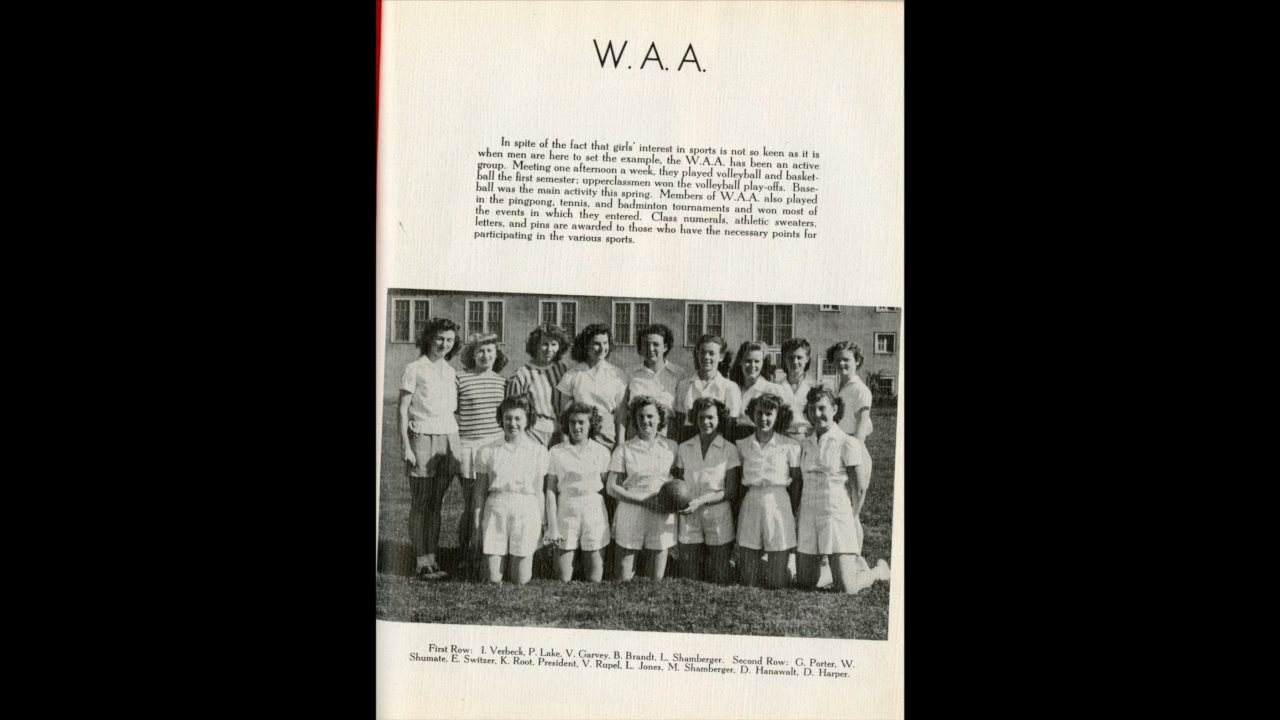 W. A. A.
In spite of the fact that girls' interest in sports is not so keen as it is
when men are here to set the example, the W.A.A. has been an active
group. Meeting one afternoon a week, they played volleyball and basket-
ball the first semester; upperclassmen won the volleyball play-offs. Base-
ball was the main activity this spring. Members of W.A.A. also played
in the pingpong, tennis, and badminton tournaments and won most of
the events in which they entered. Class numerals, athletic sweaters,
letters, and pins are awarded to those who have the necessary points for
participating in the various sports.
First Row: I. Verbeck, P. Lake, V. Garvey, B. Brandt, L. Shamberger. Second Row: G. Porter, W.
Shumate, E. Switzer, K. Root, President, V. Rupel, L. Jones, M. Shamberger, D. Hanawalt, D. Harper.